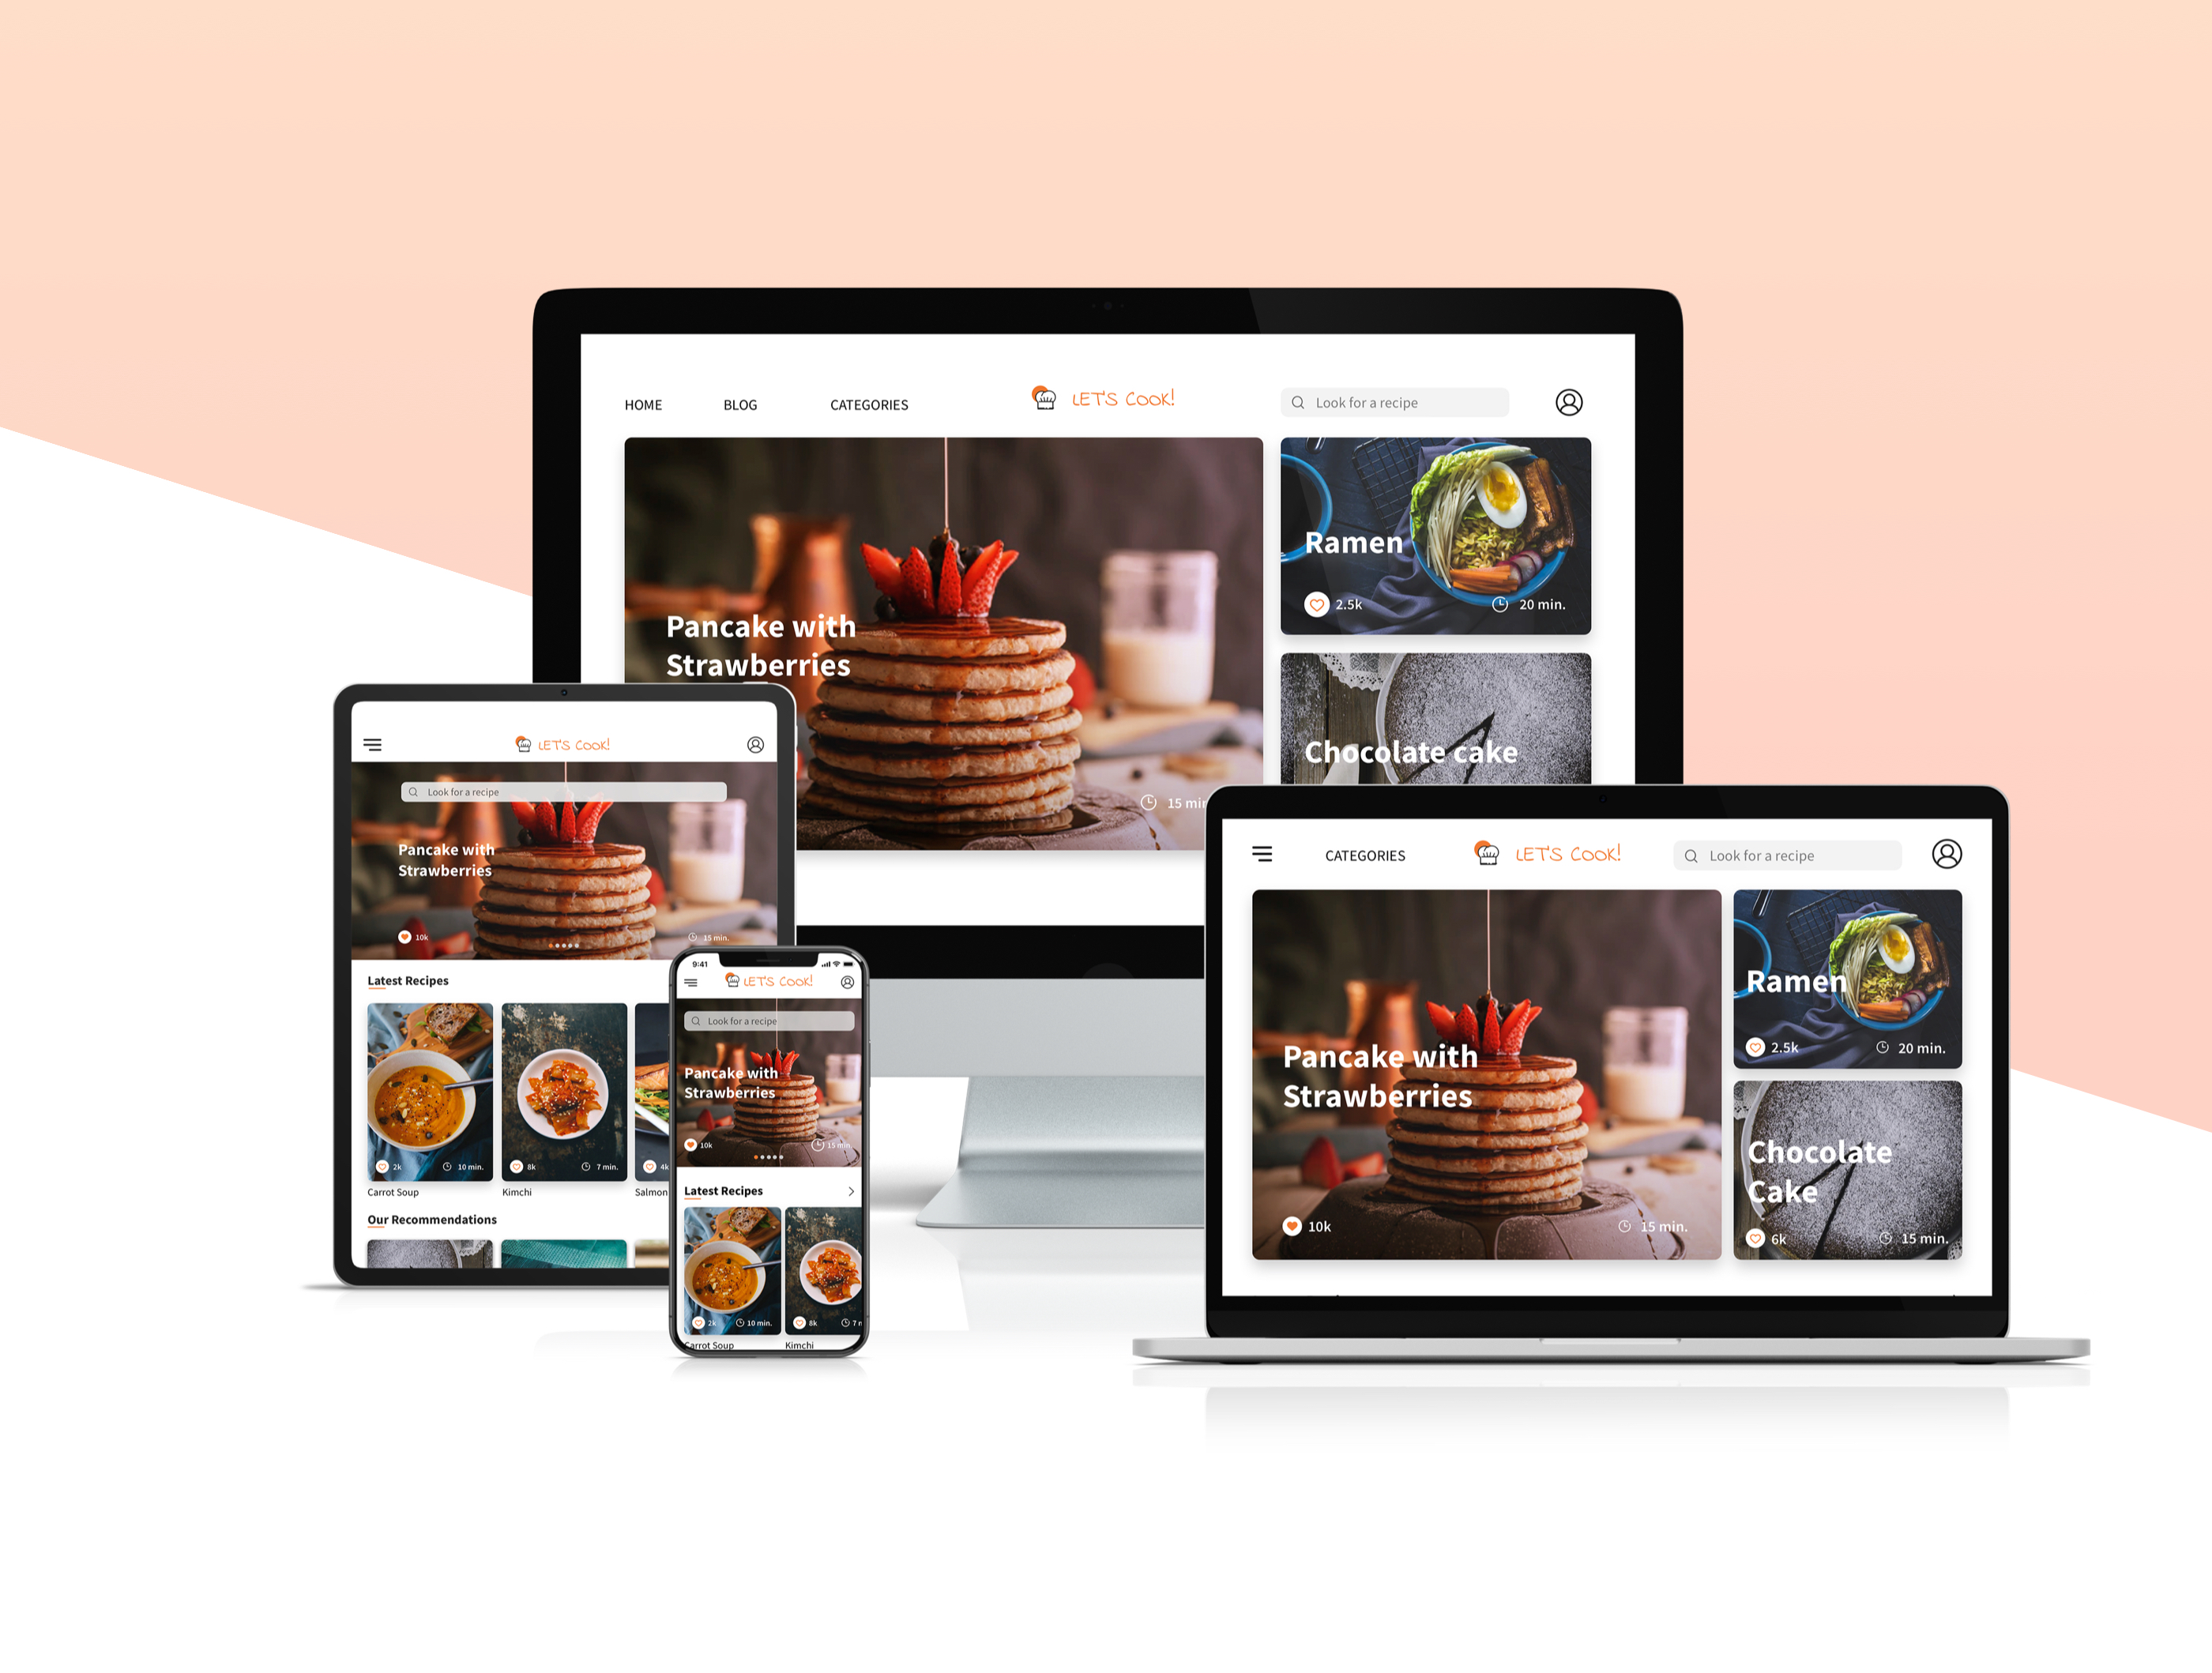 HOME
BLOG
CATEGORIES
LET'S COOK!
Look for a recipe
Pancake with
Strawberries
15 min
Ramen
2.5k
20 min.
Chocolate cake
LET'S COOK!
Look for a recipe
Pancake with
Strawberries
10k
15 min.
Latest Recipes
2k
10 min.
8k
7 min.
4k
Carrot Soup
Kimchi
Salmon
Our Recommendations
9:41
LET'S COOK!
Look for a recipe
Pancake with
Strawberries
10k
15 min.
Latest Recipes
2k
10 min.
8k
7
Carrot Soup
Kimchi
CATEGORIES
LET'S COOK!
Look for a recipe
Pancake with
Strawberries
10k
15 min.
Ramen
2.5k
20 min.
Chocolate
Cake
6k
15 min.